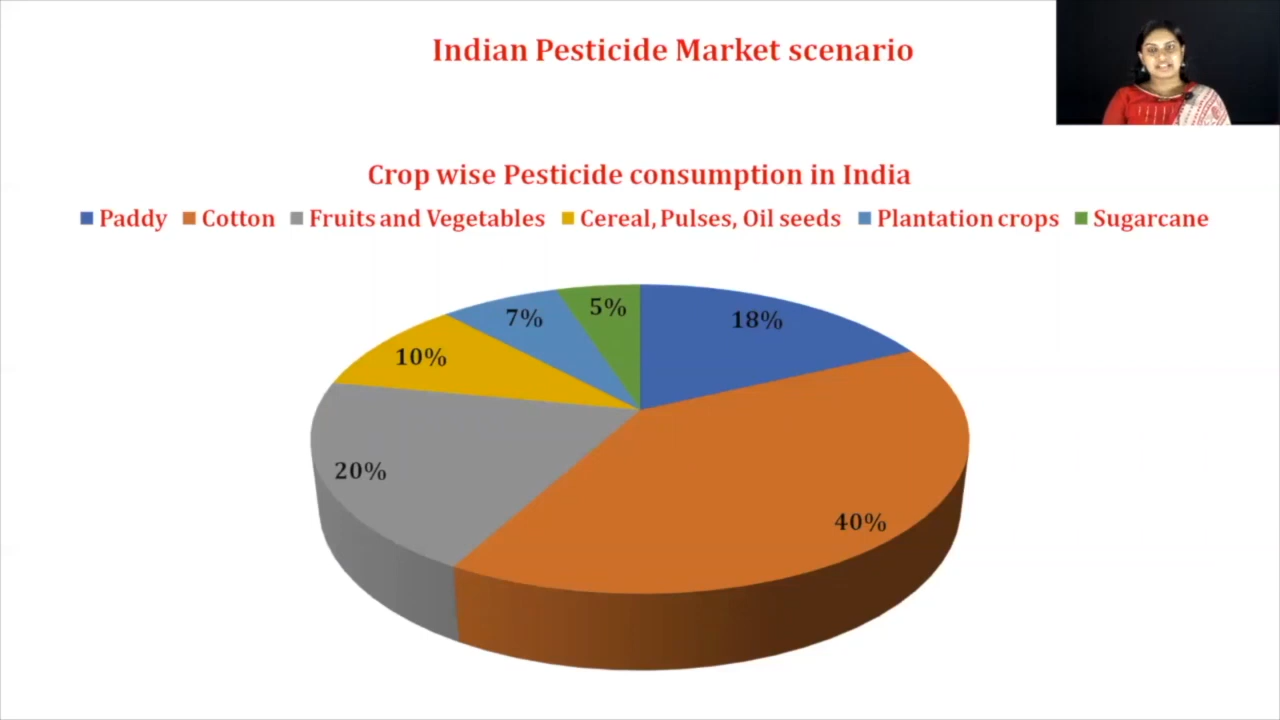 Indian Pesticide Market scenario
Crop wise Pesticide consumption in India
Paddy Cotton Fruits and Vegetables Cereal, Pulses, Oil seeds Plantation crops Sugarcane
5%
7%
18%
10%
20%
40%